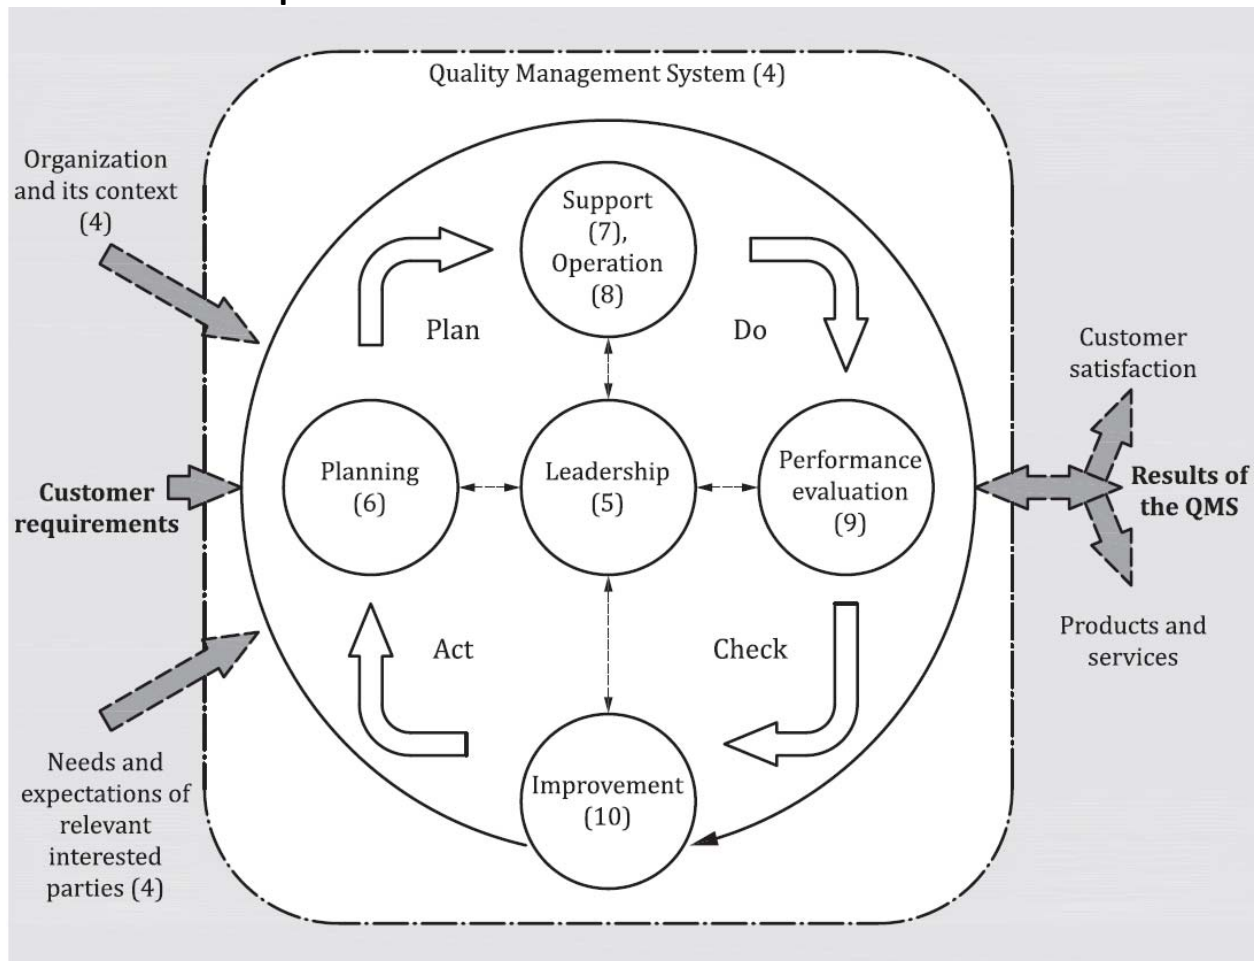 Quality Management System (4)
Organization
and its context
(4)
Support
(7),
Operation
(8)
Plan
Do
Customer
satisfaction
Planning
(6)
Leadership
(5)
Performance
evaluation
(9)
Customer
requirements
Results of
the QMS
Act
Check
Products and
services
Improvement
(10)
Needs and
expectations of
relevant
interested
parties (4)